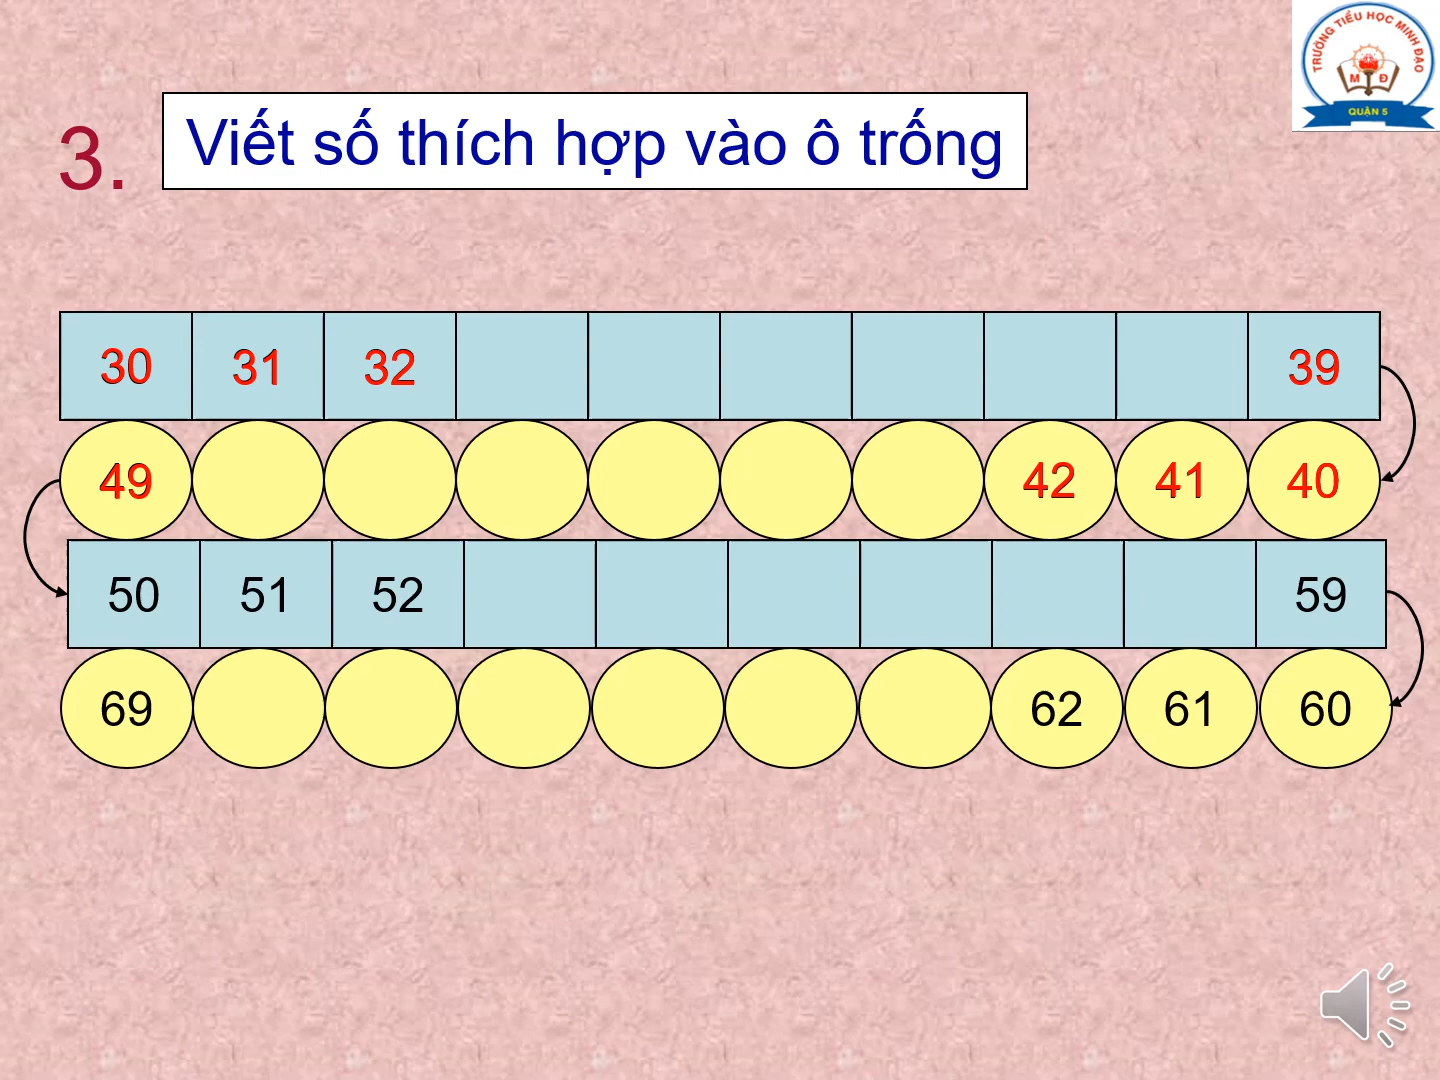 TRƯỜNG TIỂU HỌC MINH ĐẠO
M Đ
QUẬN 5
3. Viết số thích hợp vào ô trống
30 31 32 39
49 42 41 40
50 51 52 59
69 62 61 60